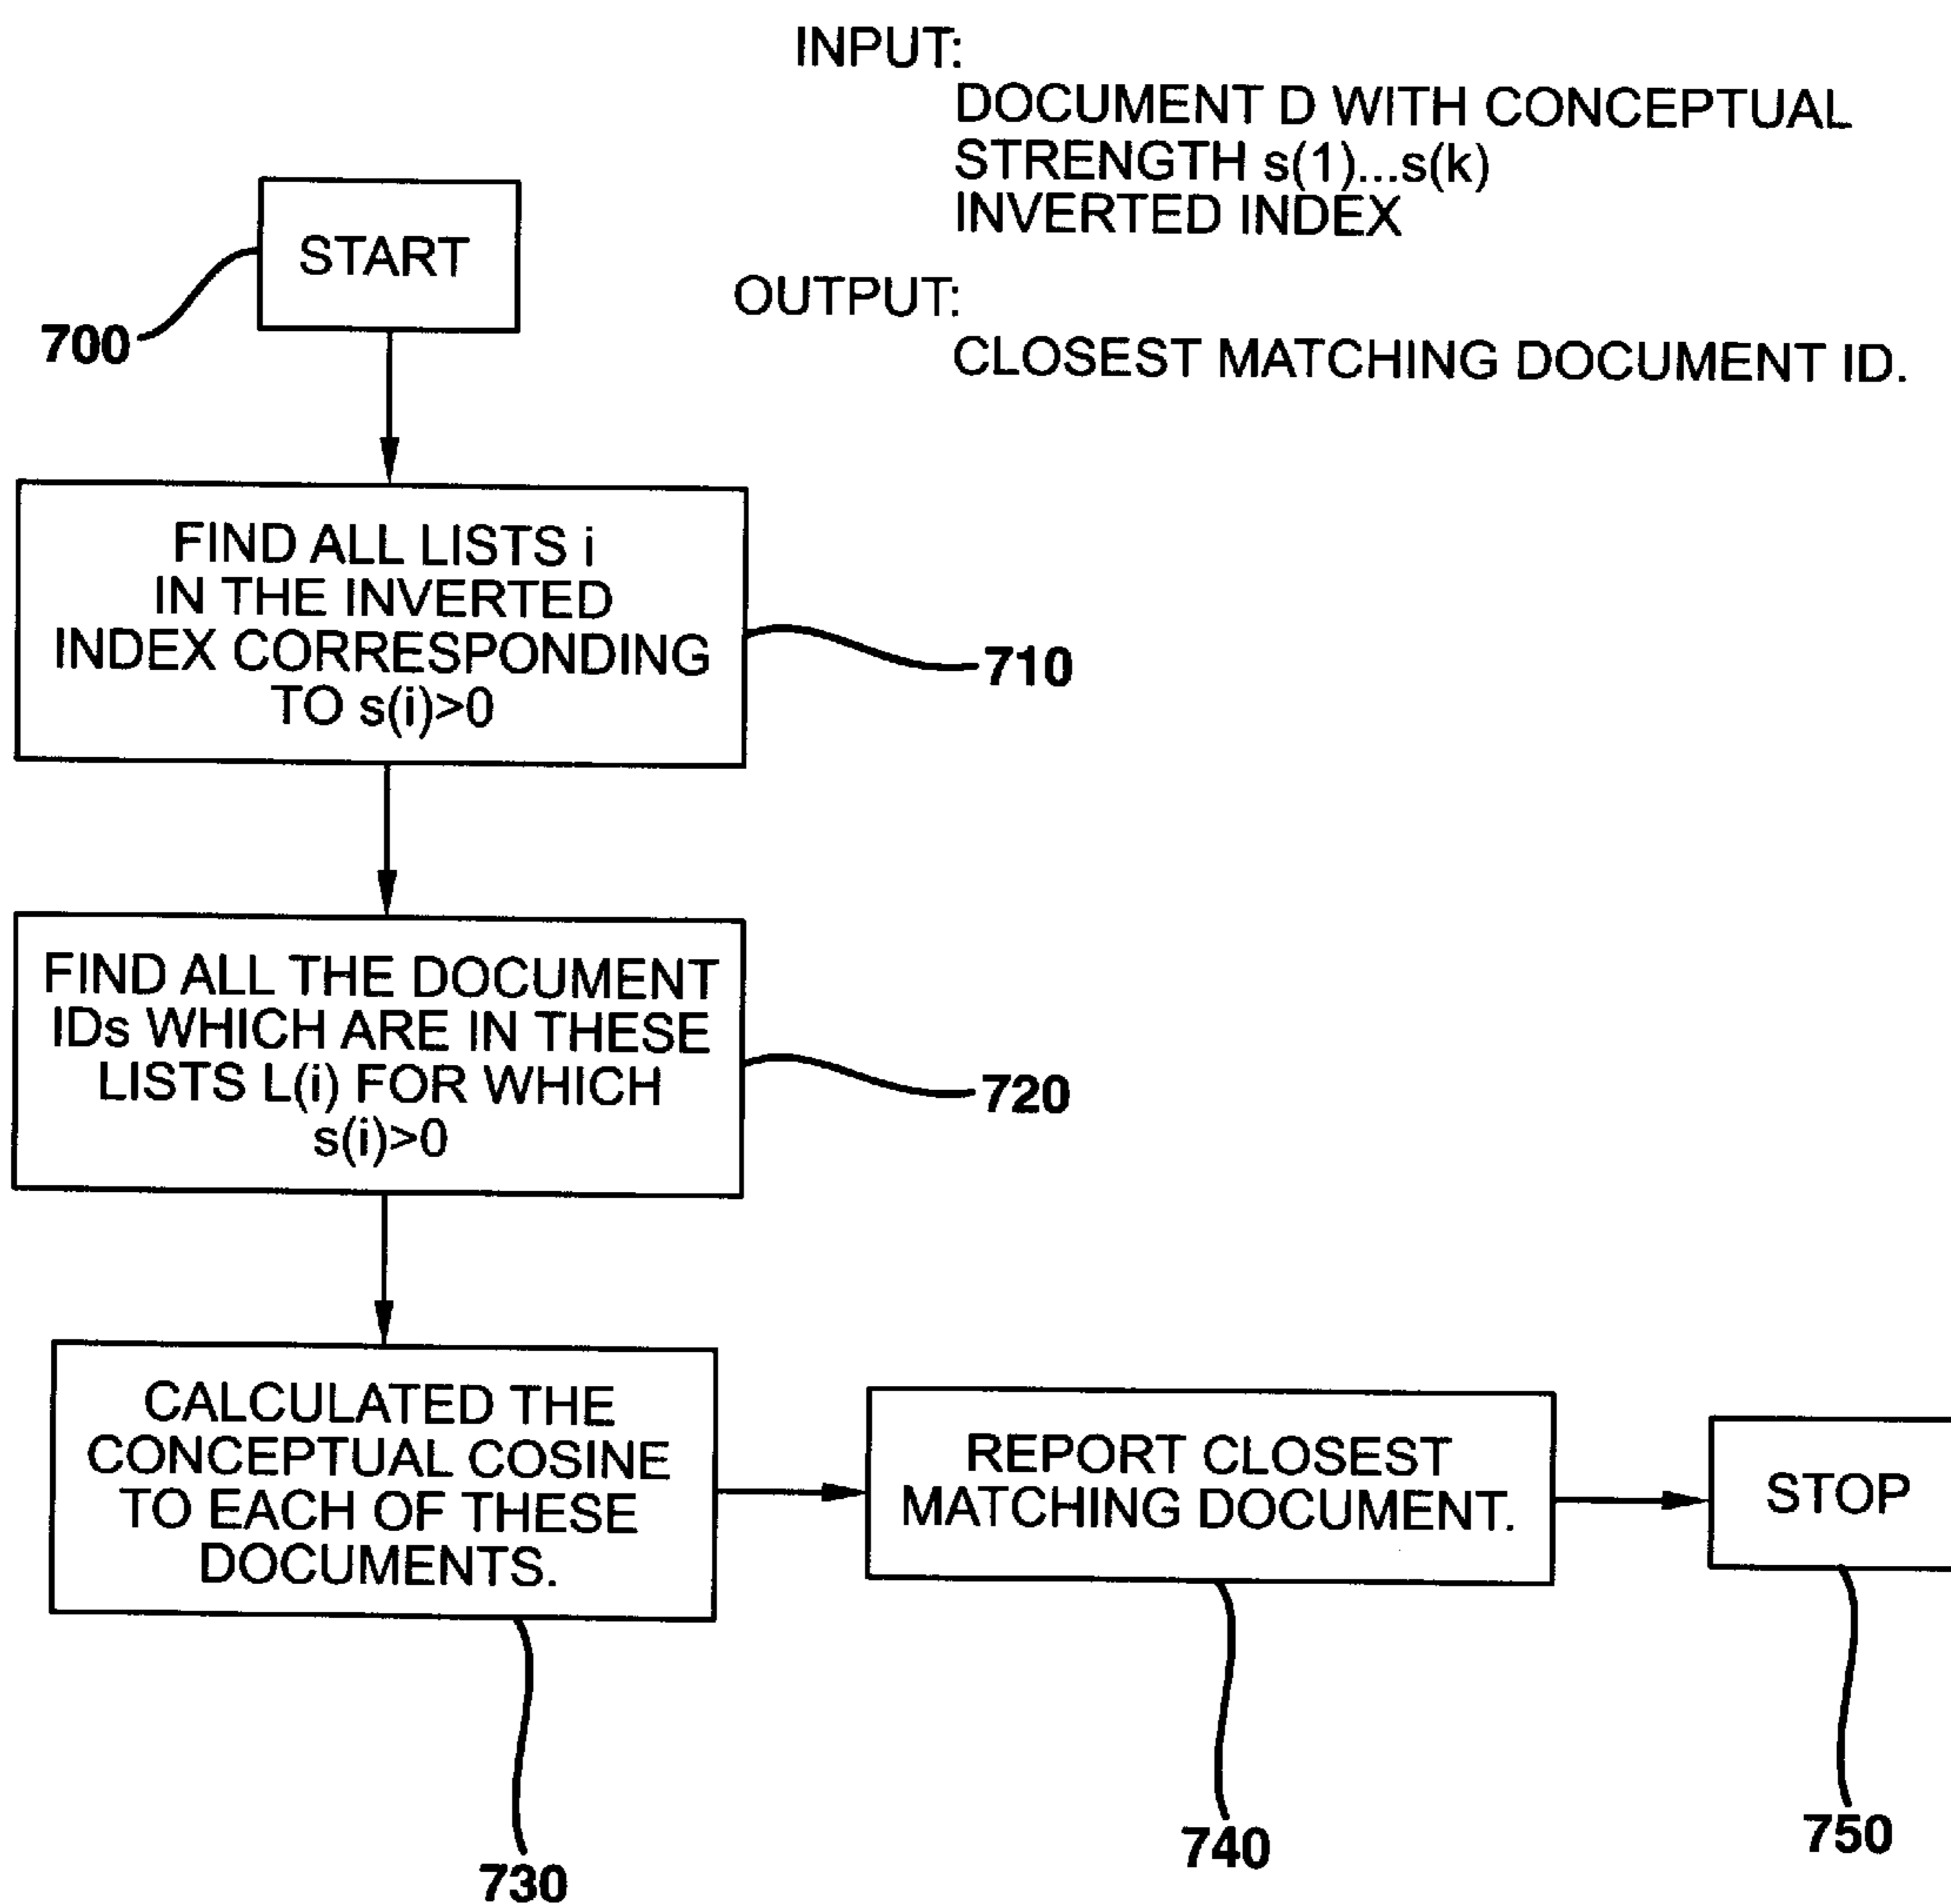 INPUT:
DOCUMENT D WITH CONCEPTUAL
STRENGTH s(1)...s(k)
INVERTED INDEX
OUTPUT:
CLOSEST MATCHING DOCUMENT ID.
START
700
FIND ALL LISTS i
IN THE INVERTED
INDEX CORRESPONDING
TO s(i)>0
710
FIND ALL THE DOCUMENT
IDs WHICH ARE IN THESE
LISTS L(i) FOR WHICH
s(i)>0
720
CALCULATED THE
CONCEPTUAL COSINE
TO EACH OF THESE
DOCUMENTS.
730
REPORT CLOSEST
MATCHING DOCUMENT.
740
STOP
750